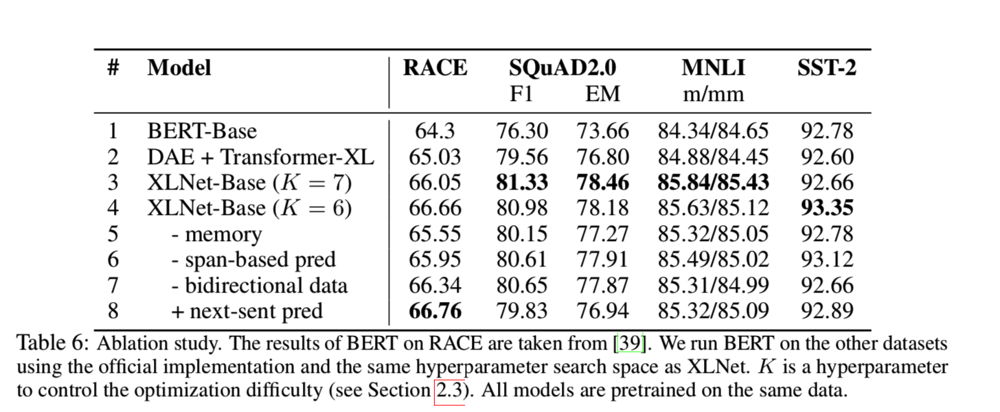 # Model RACE SQuAD2.0 MNLI SST-2
F1 EM m/mm
1 BERT-Base 64.3 76.30 73.66 84.34/84.65 92.78
2 DAE + Transformer-XL 65.03 79.56 76.80 84.88/84.45 92.60
3 XLNet-Base (K = 7) 66.05 81.33 78.46 85.84/85.43 92.66
4 XLNet-Base (K = 6) 66.66 80.98 78.18 85.63/85.12 93.35
5 - memory 65.55 80.15 77.27 85.32/85.05 92.78
6 - span-based pred 65.95 80.61 77.91 85.49/85.02 93.12
7 - bidirectional data 66.34 80.65 77.87 85.31/84.99 92.66
8 + next-sent pred 66.76 79.83 76.94 85.32/85.09 92.89
Table 6: Ablation study. The results of BERT on RACE are taken from [39]. We run BERT on the other datasets
using the official implementation and the same hyperparameter search space as XLNet. K is a hyperparameter
to control the optimization difficulty (see Section 2.3). All models are pretrained on the same data.